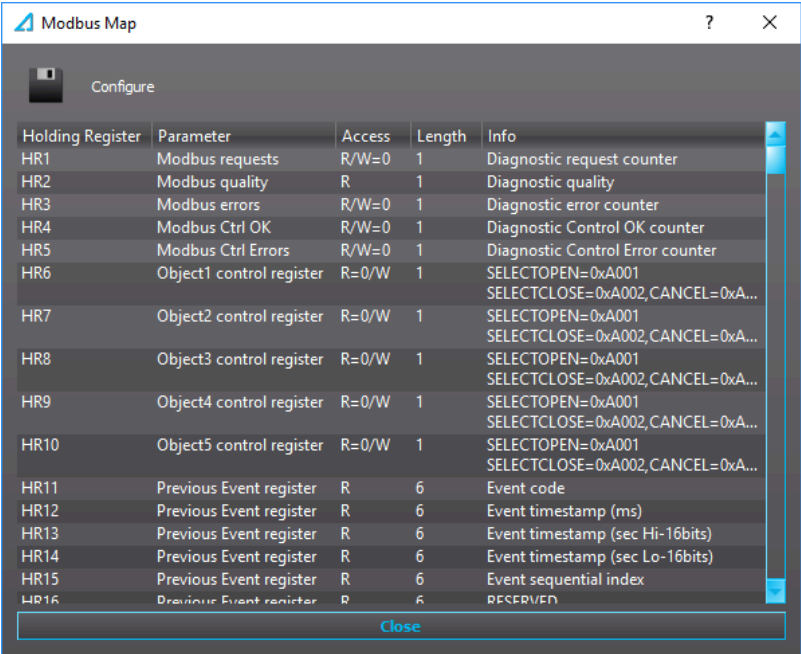 Modbus Map ? ×
Configure
Holding Register Parameter Access Length Info
HR1 Modbus requests R/W=0 1 Diagnostic request counter
HR2 Modbus quality R 1 Diagnostic quality
HR3 Modbus errors R/W=0 1 Diagnostic error counter
HR4 Modbus Ctrl OK R/W=0 1 Diagnostic Control OK counter
HR5 Modbus Ctrl Errors R/W=0 1 Diagnostic Control Error counter
HR6 Object1 control register R=0/W 1 SELECTOPEN=0xA001
SELECTCLOSE=0xA002,CANCEL=0xA...
HR7 Object2 control register R=0/W 1 SELECTOPEN=0xA001
SELECTCLOSE=0xA002,CANCEL=0xA...
HR8 Object3 control register R=0/W 1 SELECTOPEN=0xA001
SELECTCLOSE=0xA002,CANCEL=0xA...
HR9 Object4 control register R=0/W 1 SELECTOPEN=0xA001
SELECTCLOSE=0xA002,CANCEL=0xA...
HR10 Object5 control register R=0/W 1 SELECTOPEN=0xA001
SELECTCLOSE=0xA002,CANCEL=0xA...
HR11 Previous Event register R 6 Event code
HR12 Previous Event register R 6 Event timestamp (ms)
HR13 Previous Event register R 6 Event timestamp (sec Hi-16bits)
HR14 Previous Event register R 6 Event timestamp (sec Lo-16bits)
HR15 Previous Event register R 6 Event sequential index
HR16 Previous Event register R 6 RESERVED
Close